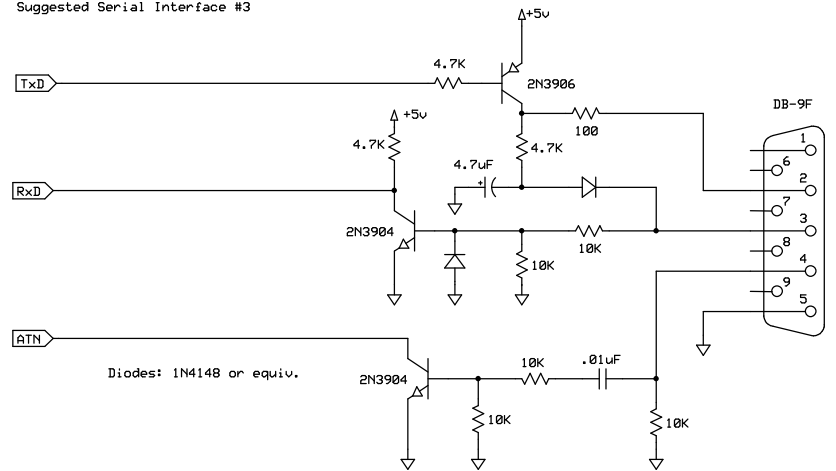 Suggested Serial Interface #3
+5v
4.7K
TxD
2N3906
DB-9F
+5v
100
1
4.7K
4.7K
6
4.7uF
+
2
RxD
7
2N3904
3
10K
8
10K
4
9
5
ATN
10K
.01uF
Diodes: 1N4148 or equiv.
2N3904
10K
10K